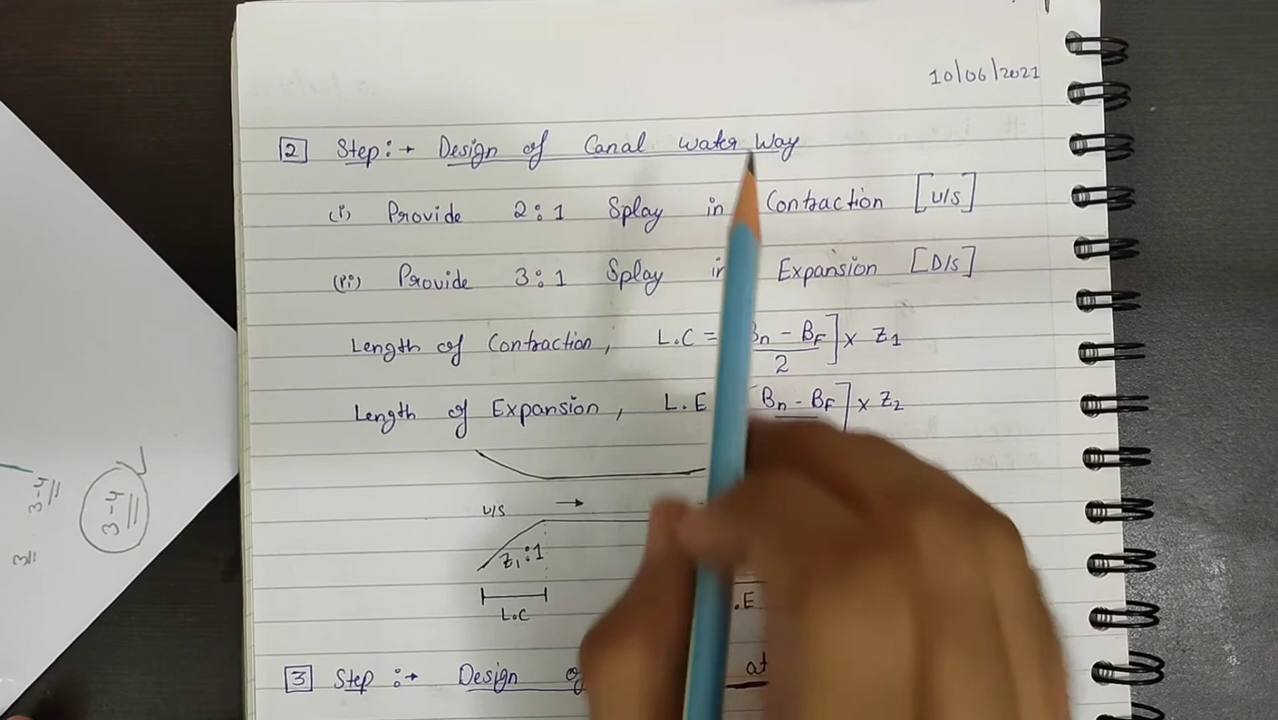 10/06/2021
2 Step:→ Design of Canal water Way
(i) Provide 2:1 Splay in Contraction [U/S]
(ii) Provide 3:1 Splay in Expansion [D/S]
Length of Contraction, L.C = Bn - BF] x Z1
2
Length of Expansion, L.E Bn - BF] x Z2
U/S →
Z1:1
L.C .E
3 Step:→ Design of at
3-4
3-4
3